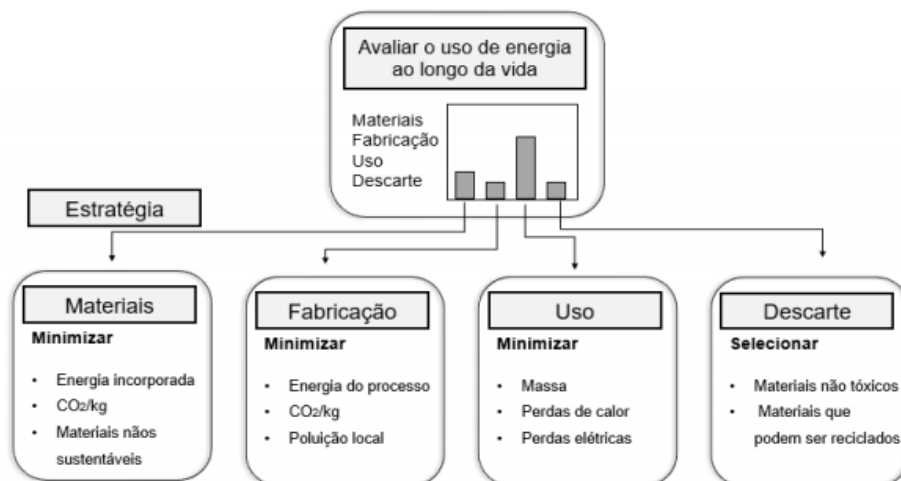 Avaliar o uso de energia
ao longo da vida
Materiais
Fabricação
Uso
Descarte
Estratégia
Materiais
Minimizar
• Energia incorporada
• CO2/kg
• Materiais nãos
sustentáveis
Fabricação
Minimizar
• Energia do processo
• CO2/kg
• Poluição local
Uso
Minimizar
• Massa
• Perdas de calor
• Perdas elétricas
Descarte
Selecionar
• Materiais não tóxicos
• Materiais que
podem ser reciclados